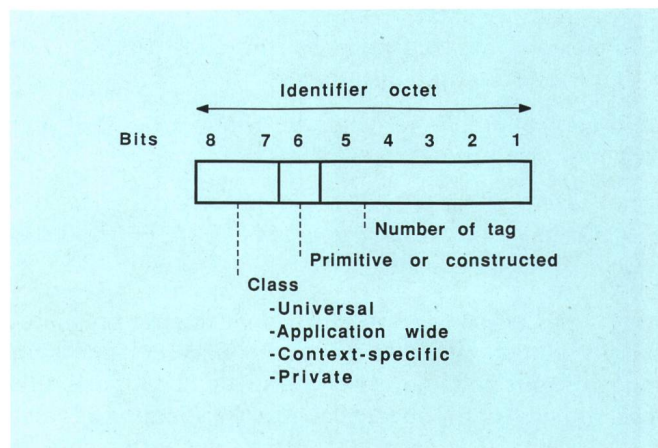 Identifier octet
Bits 8 7 6 5 4 3 2 1
Number of tag
Primitive or constructed
Class
-Universal
-Application wide
-Context-specific
-Private